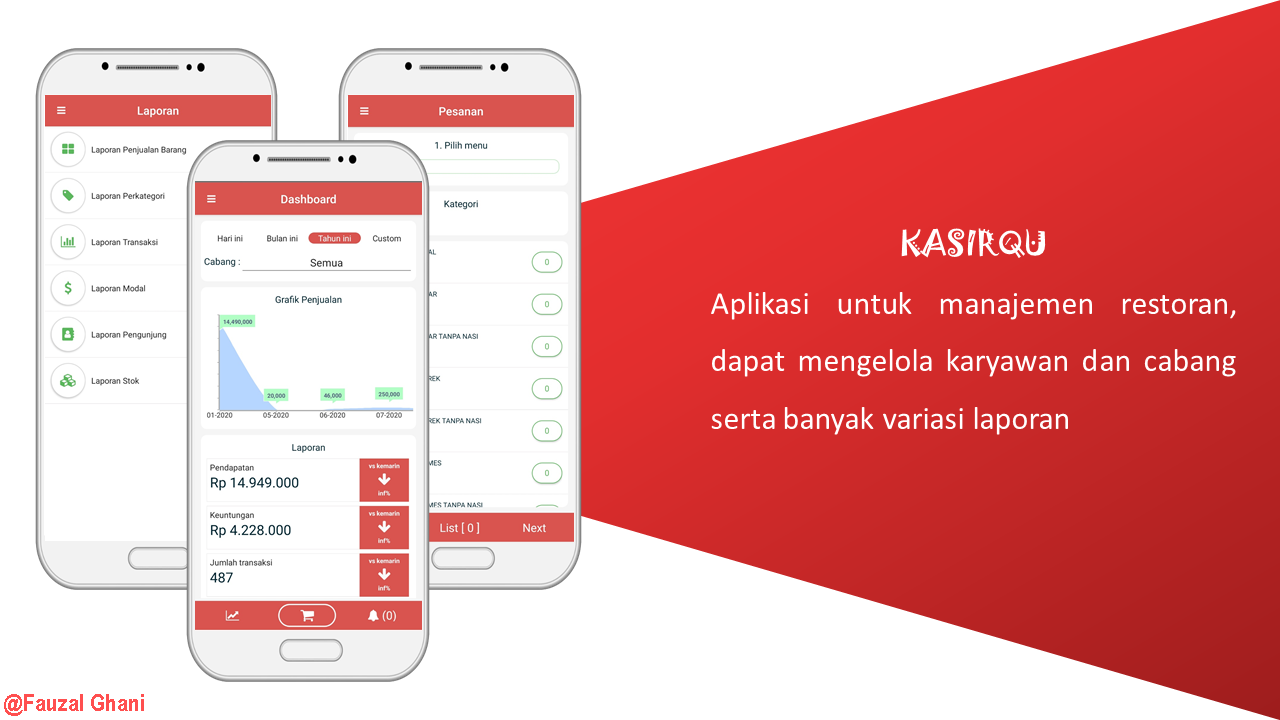 Laporan
Laporan Penjualan Barang
Laporan Perkategori
Laporan Transaksi
Laporan Modal
Laporan Pengunjung
Laporan Stok
Dashboard
Hari ini
Bulan ini
Tahun ini
Custom
Cabang :
Semua
Grafik Penjualan
14,490,000
20,000
46,000
250,000
01-2020
05-2020
06-2020
07-2020
Laporan
Pendapatan
Rp 14.949.000
vs kemarin
inf%
Keuntungan
Rp 4.228.000
vs kemarin
inf%
Jumlah transaksi
487
vs kemarin
inf%
(0)
Pesanan
1. Pilih menu
Kategori
AL
0
AR
0
AR TANPA NASI
0
REK
0
REK TANPA NASI
0
MES
0
MES TANPA NASI
List [ 0 ]
Next
KASIRQU
Aplikasi untuk manajemen restoran,
dapat mengelola karyawan dan cabang
serta banyak variasi laporan
@Fauzal Ghani